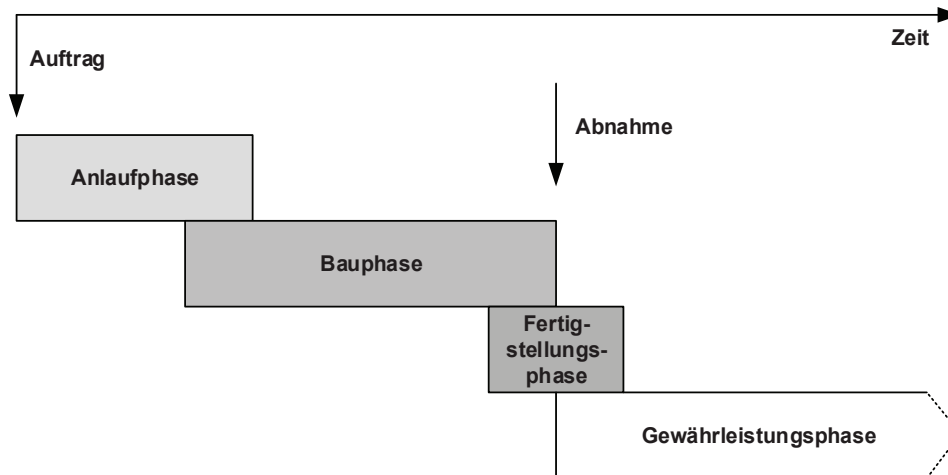 Zeit
Auftrag
Abnahme
Anlaufphase
Bauphase
Fertig-
stellungs-
phase
Gewährleistungsphase